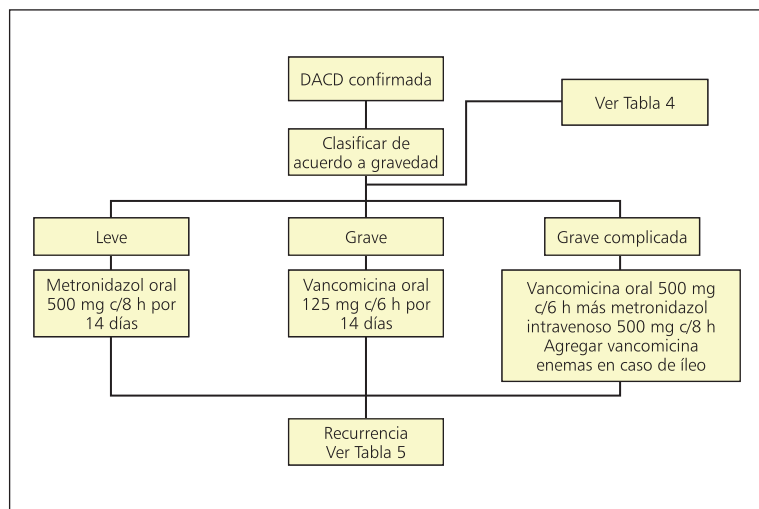 DACD confirmada
Ver Tabla 4
Clasificar de
acuerdo a gravedad
Leve
Grave
Grave complicada
Metronidazol oral
500 mg c/8 h por
14 días
Vancomicina oral
125 mg c/6 h por
14 días
Vancomicina oral 500 mg
c/6 h más metronidazol
intravenoso 500 mg c/8 h
Agregar vancomicina
enemas en caso de íleo
Recurrencia
Ver Tabla 5